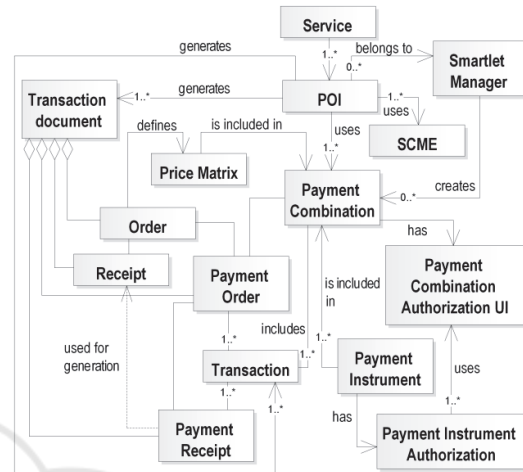 Service
generates
1..*
belongs to
0..*
Smartlet
Manager
Transaction
document
1..*
generates
POI
1..*
uses
SCME
defines
is included in
uses
1..*
Price Matrix
Payment
Combination
0..*
creates
Order
has
Receipt
Payment
Order
is included
in
Payment
Combination
Authorization UI
used for
generation
1..*
includes
1..*
1..*
Transaction
Payment
Instrument
uses
1..*
1..*
has
1..*
Payment
Receipt
Payment Instrument
Authorization